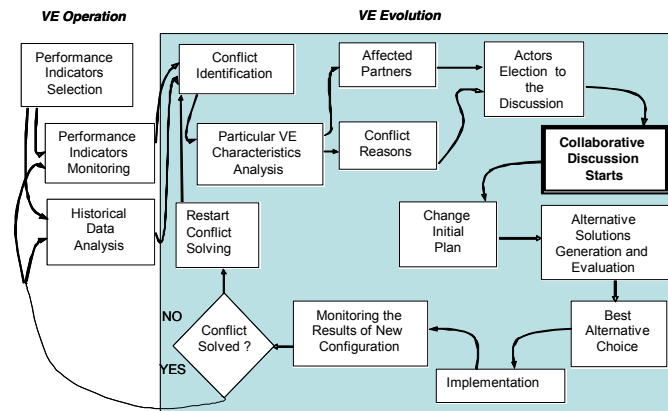 VE Operation
VE Evolution
Performance
Indicators
Selection
Conflict
Identification
Affected
Partners
Actors
Election to
the
Discussion
Performance
Indicators
Monitoring
Particular VE
Characteristics
Analysis
Conflict
Reasons
Collaborative
Discussion
Starts
Historical
Data
Analysis
Restart
Conflict
Solving
Change
Initial
Plan
Alternative
Solutions
Generation and
Evaluation
NO
Conflict
Solved ?
YES
Monitoring the
Results of New
Configuration
Best
Alternative
Choice
Implementation